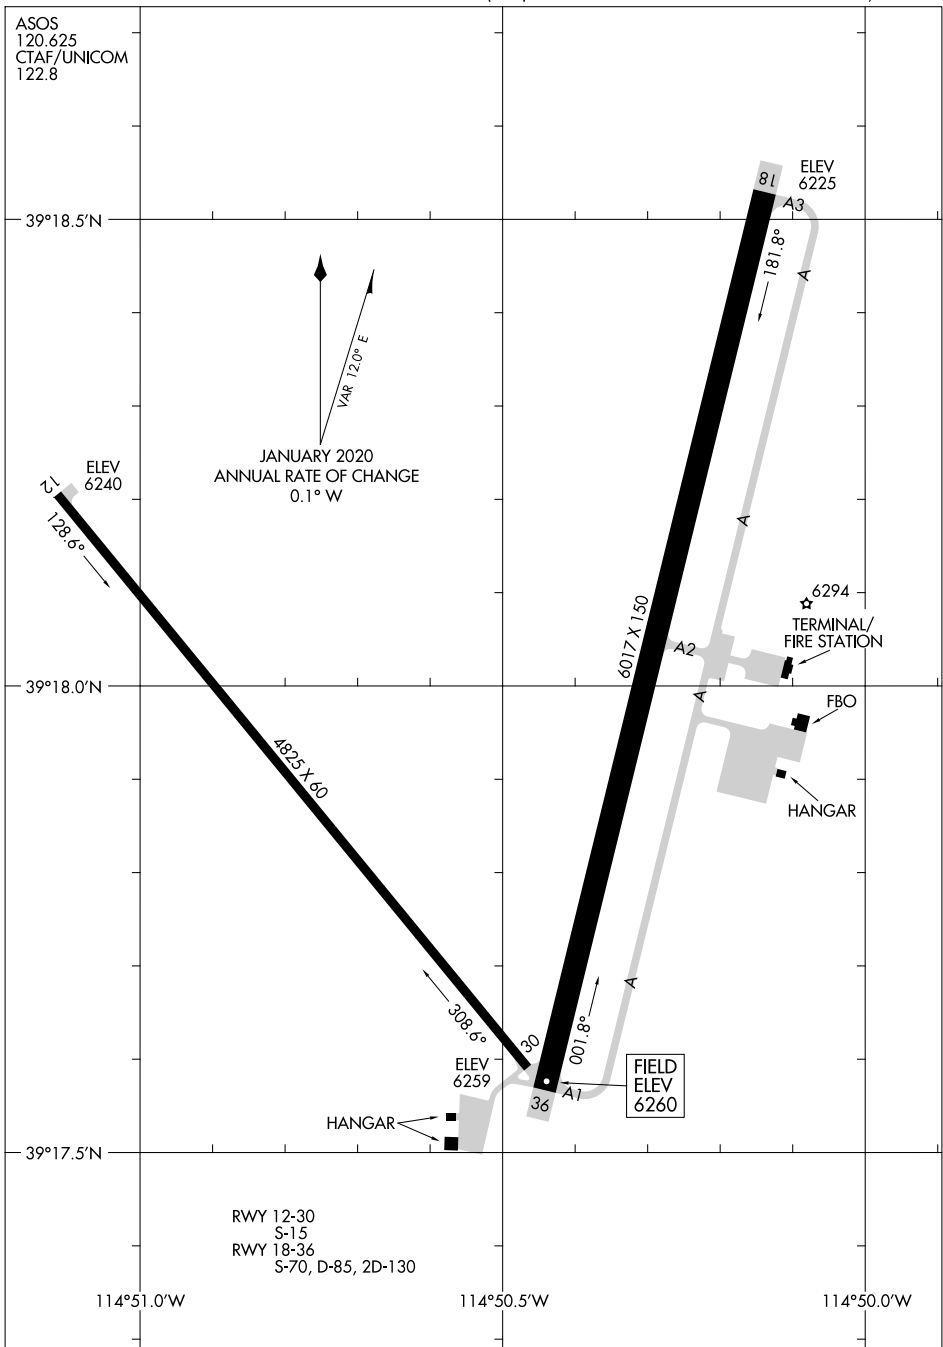 ASOS
120.625
CTAF/UNICOM
122.8
18
ELEV
6225
A3
39°18.5'N
181.8°
A
VAR 12.0° E
JANUARY 2020
ANNUAL RATE OF CHANGE
0.1° W
ELEV
6240
12
128.6°
A
6294
6017 X 150
TERMINAL/
FIRE STATION
A2
39°18.0'N
A
FBO
4825 X 60
HANGAR
A
308.6°
30
001.8°
ELEV
6259
FIELD
ELEV
6260
A1
36
HANGAR
39°17.5'N
RWY 12-30
S-15
RWY 18-36
S-70, D-85, 2D-130
114°51.0'W
114°50.5'W
114°50.0'W